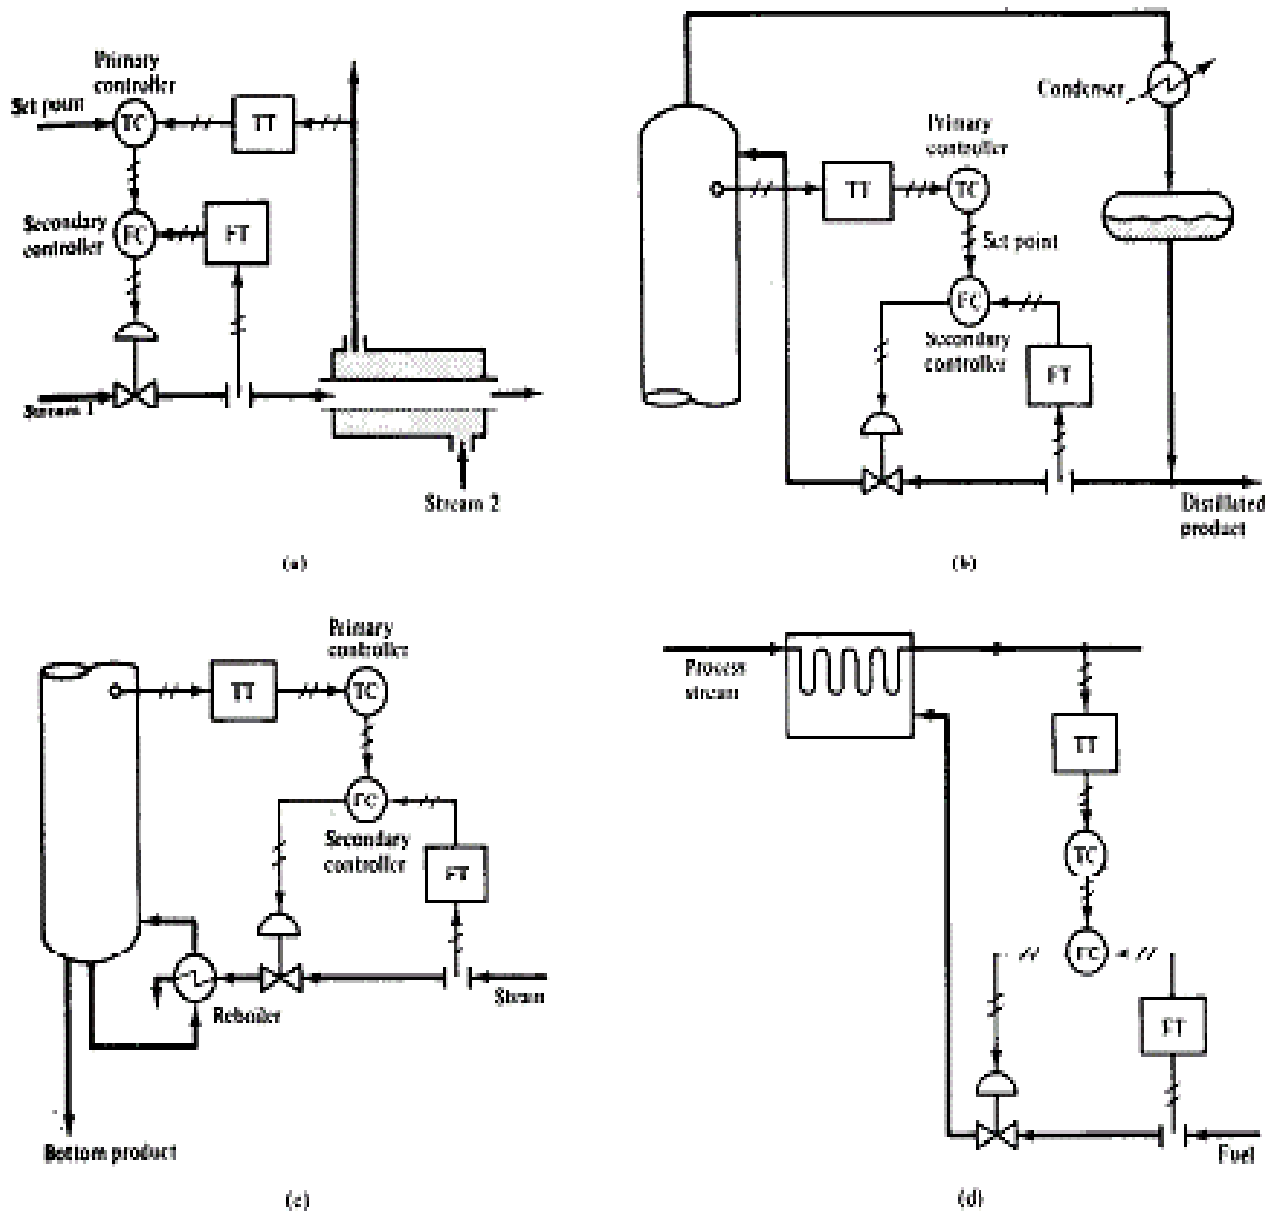 Primary
controller
Set point
TC
TT
Secondary
controller
FC
FT
Stream 1
Stream 2
(a)
Condenser
Primary
controller
TT
TC
Set point
FC
Secondary
controller
FT
Distillated
product
(b)
Primary
controller
TT
TC
FC
Secondary
controller
FT
Steam
Reboiler
Bottom product
(c)
Process
stream
TT
TC
FC
FT
Fuel
(d)